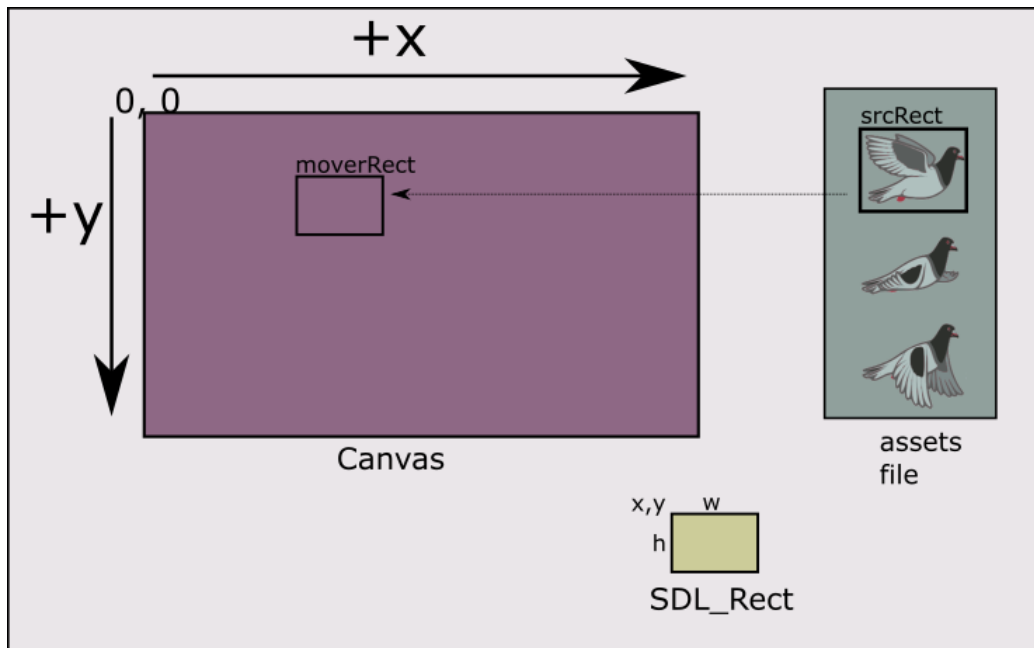 +x
0, 0
srcRect
moverRect
+y
Canvas
assets
file
x,y
w
h
SDL_Rect